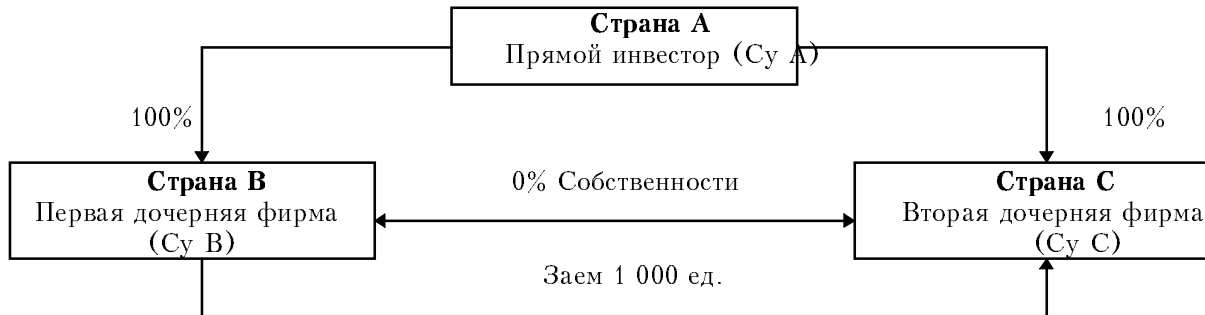 Страна А
Прямой инвестор (Су А)
100%
100%
Страна В
Первая дочерняя фирма
(Су В)
0% Собственности
Страна С
Вторая дочерняя фирма
(Су С)
Заем 1 000 ед.